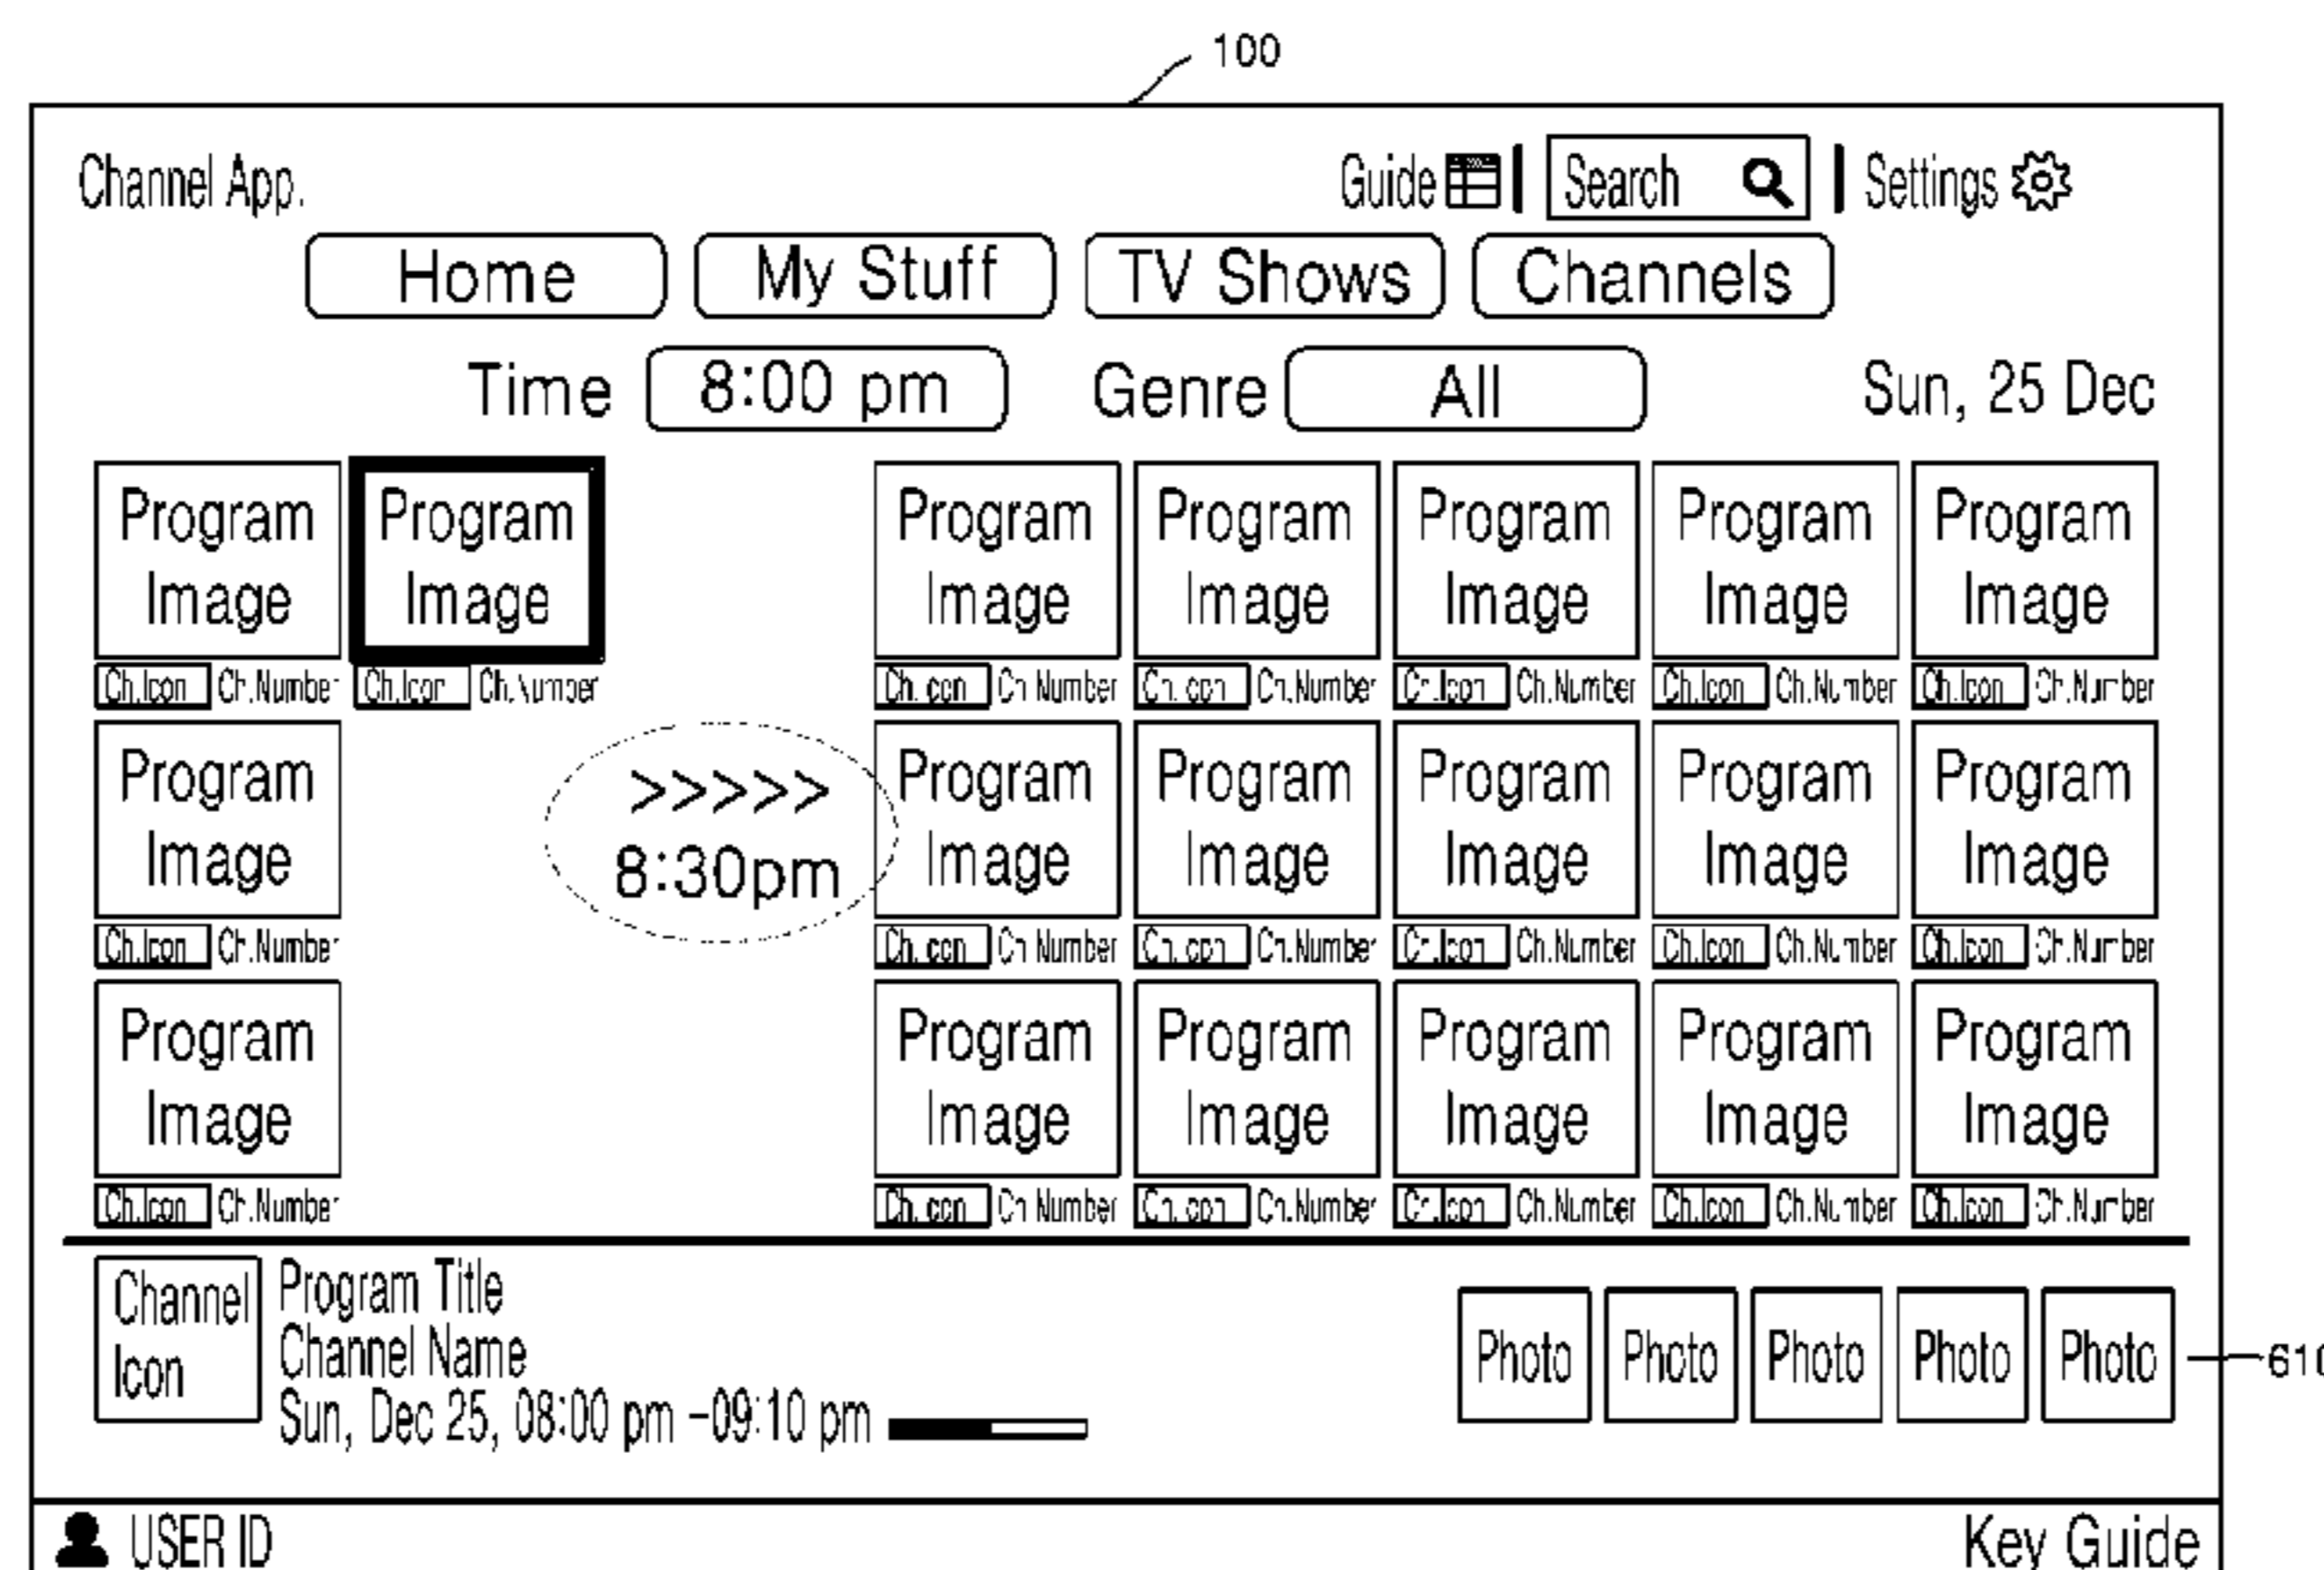 100
Channel App. Guide Search Settings
Home My Stuff TV Shows Channels
Time 8:00 pm Genre All Sun, 25 Dec
Program Program Program Program Program Program Program
Image Image Image Image Image Image Image
Ch.Icon Ch.Number Ch.Icon Ch.Number Ch.Icon Ch.Number Ch.Icon Ch.Number Ch.Icon Ch.Number Ch.Icon Ch.Number Ch.Icon Ch.Number
Program >>>>> Program Program Program Program Program
Image 8:30pm Image Image Image Image Image
Ch.Icon Ch.Number Ch.Icon Ch.Number Ch.Icon Ch.Number Ch.Icon Ch.Number Ch.Icon Ch.Number Ch.Icon Ch.Number
Program Program Program Program Program Program
Image Image Image Image Image Image
Ch.Icon Ch.Number Ch.Icon Ch.Number Ch.Icon Ch.Number Ch.Icon Ch.Number Ch.Icon Ch.Number Ch.Icon Ch.Number
Channel Icon
Program Title
Channel Name
Sun, Dec 25, 08:00 pm -09:10 pm
Photo Photo Photo Photo Photo 610
USER ID Key Guide